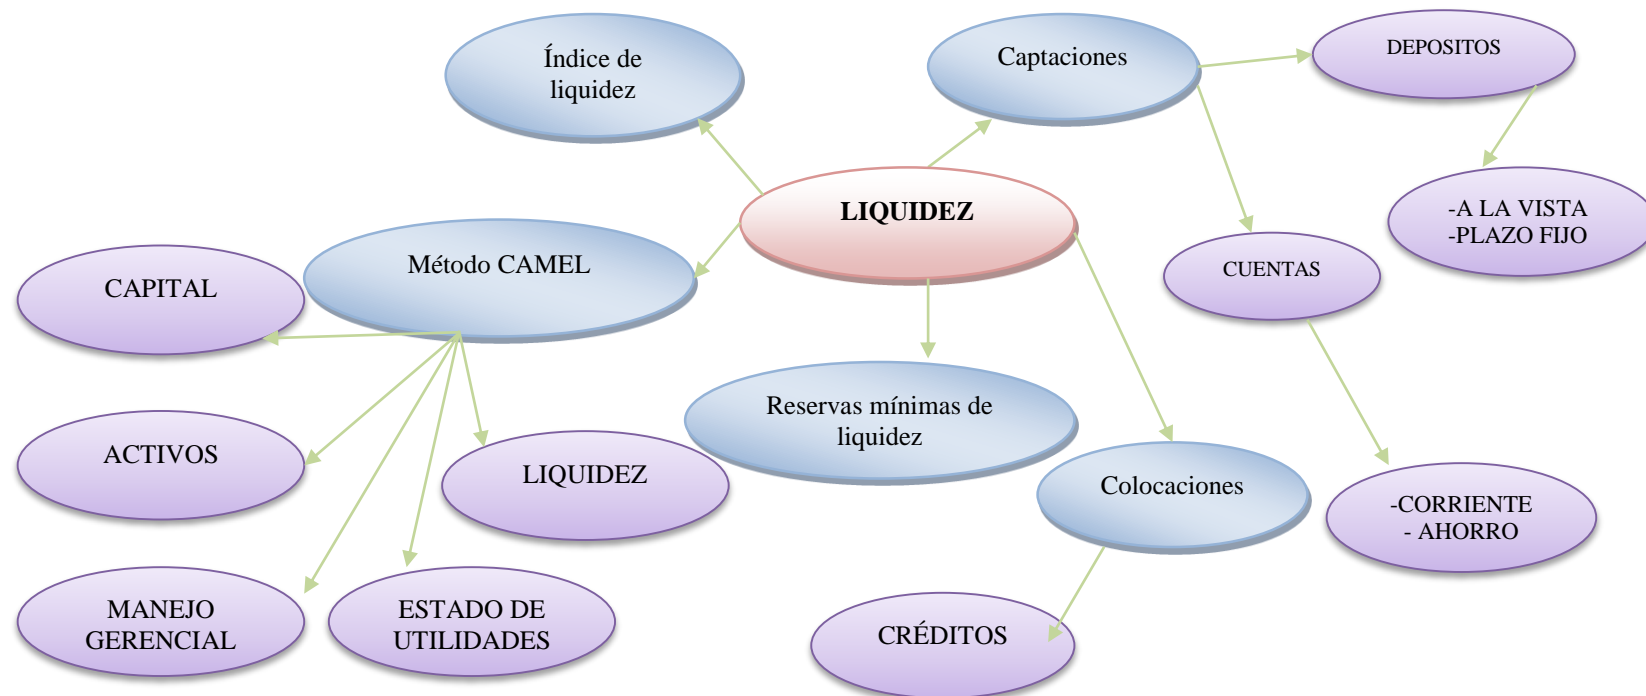 Índice de
liquidez
Captaciones
DEPOSITOS
LIQUIDEZ
-A LA VISTA
-PLAZO FIJO
Método CAMEL
CUENTAS
CAPITAL
Reservas mínimas de
liquidez
ACTIVOS
LIQUIDEZ
Colocaciones
-CORRIENTE
- AHORRO
MANEJO
GERENCIAL
ESTADO DE
UTILIDADES
CRÉDITOS